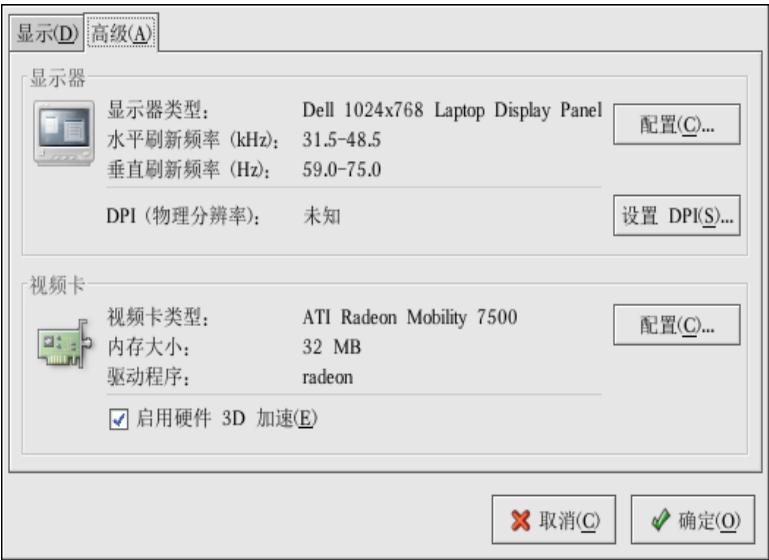 显示(D) 高级(A)
显示器
显示器类型: Dell 1024x768 Laptop Display Panel 配置(C)...
水平刷新频率 (kHz): 31.5-48.5
垂直刷新频率 (Hz): 59.0-75.0
DPI (物理分辨率): 未知 设置 DPI(S)...
视频卡
视频卡类型: ATI Radeon Mobility 7500 配置(C)...
内存大小: 32 MB
驱动程序: radeon
启用硬件 3D 加速(E)
取消(C) 确定(O)